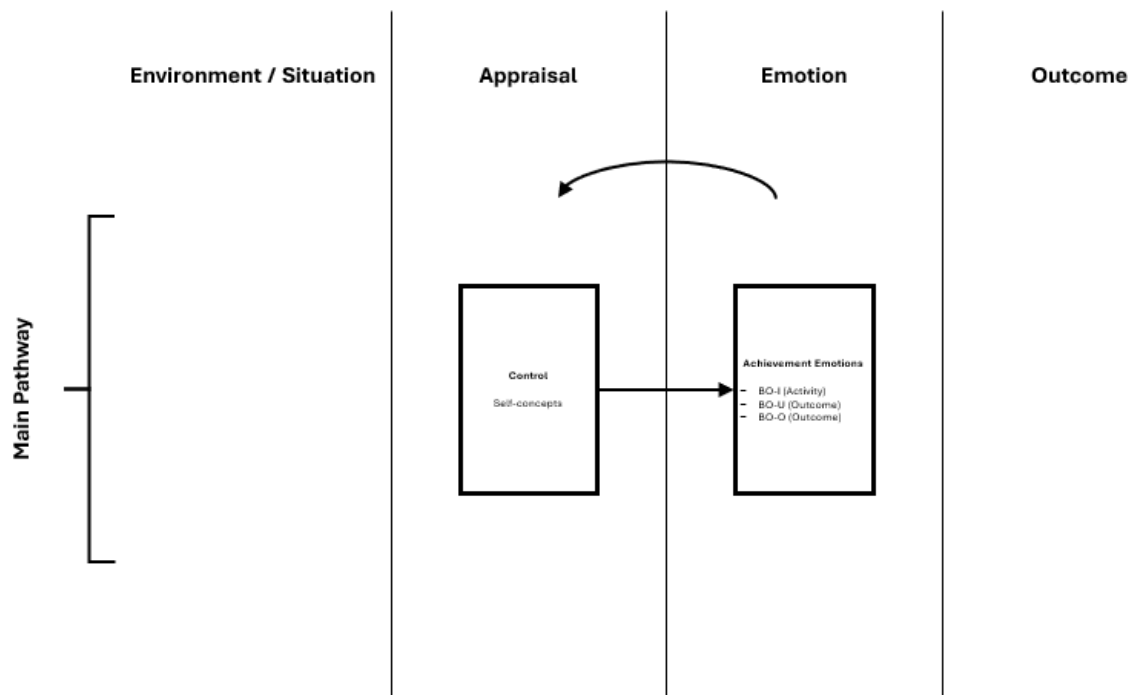 Environment / Situation
Appraisal
Emotion
Outcome
Main Pathway
Control
Self-concepts
Achievement Emotions
- BO-I (Activity)
- BO-U (Outcome)
- BO-O (Outcome)